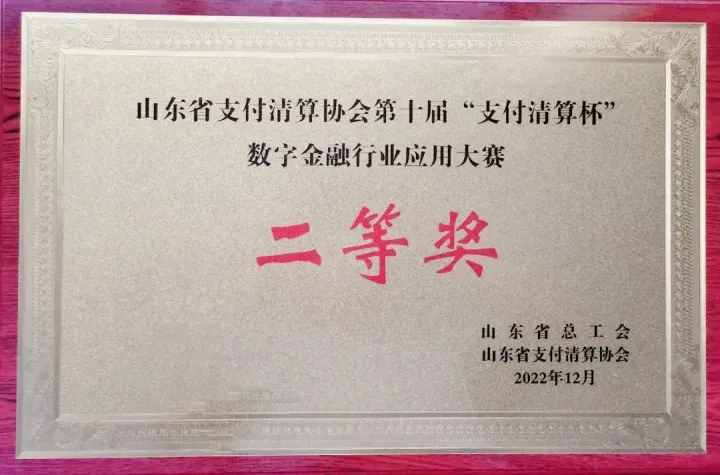 山东省支付清算协会第十届“支付清算杯”
数字金融行业应用大赛
二等奖
山东省总工会
山东省支付清算协会
2022年12月